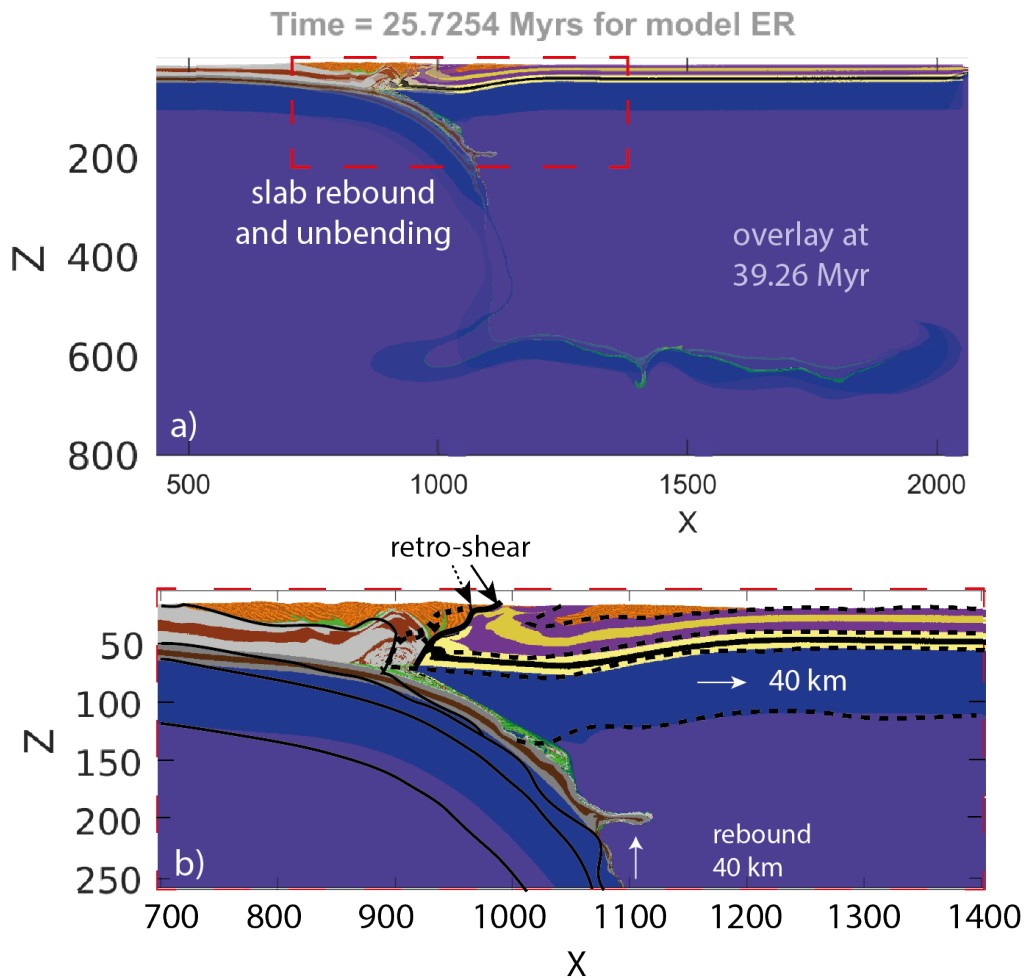 Time = 25.7254 Myrs for model ER
200
400
600
800
Z
slab rebound
and unbending
overlay at
39.26 Myr
a)
500
1000
1500
2000
X
retro-shear
50
100
150
200
250
Z
40 km
rebound
40 km
b)
700
800
900
1000
1100
1200
1300
1400
X